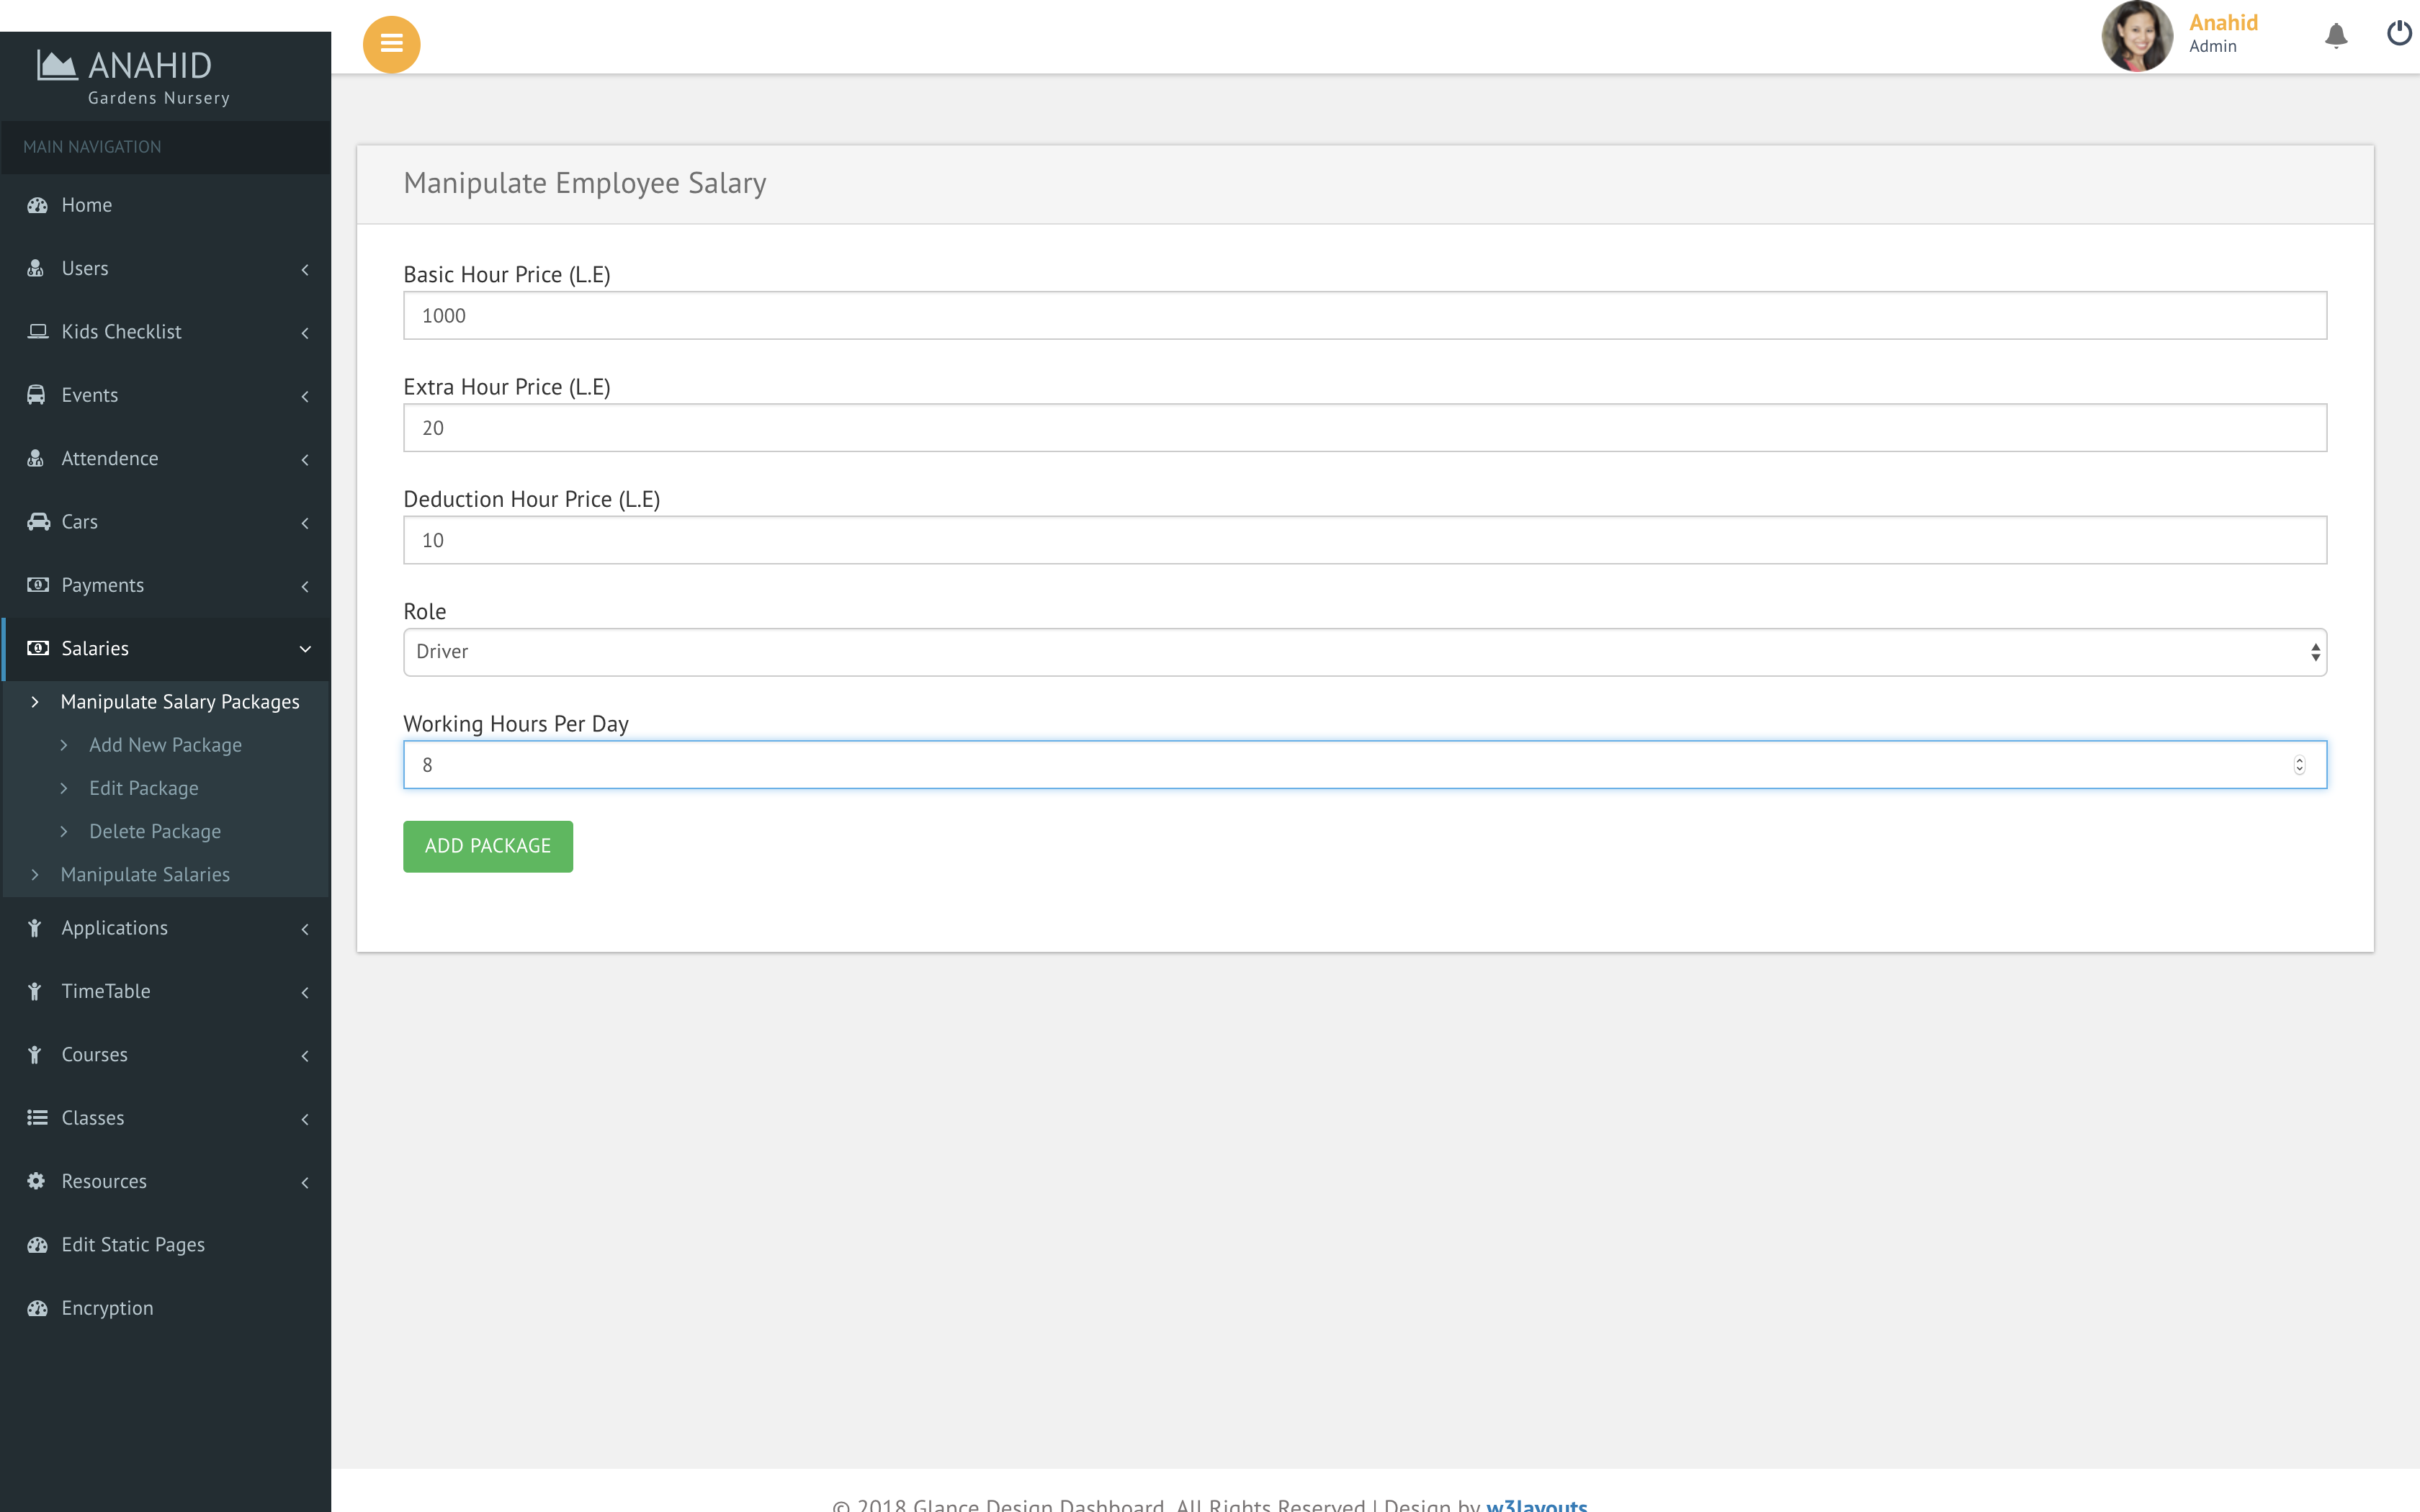 ANAHID
Gardens Nursery
MAIN NAVIGATION
Home
Users
Kids Checklist
Events
Attendence
Cars
Payments
Salaries
Manipulate Salary Packages
Add New Package
Edit Package
Delete Package
Manipulate Salaries
Applications
TimeTable
Courses
Classes
Resources
Edit Static Pages
Encryption
Anahid
Admin
Manipulate Employee Salary
Basic Hour Price (L.E)
1000
Extra Hour Price (L.E)
20
Deduction Hour Price (L.E)
10
Role
Driver
Working Hours Per Day
8
ADD PACKAGE
© 2018 Glance Design Dashboard. All Rights Reserved | Design by w3layouts